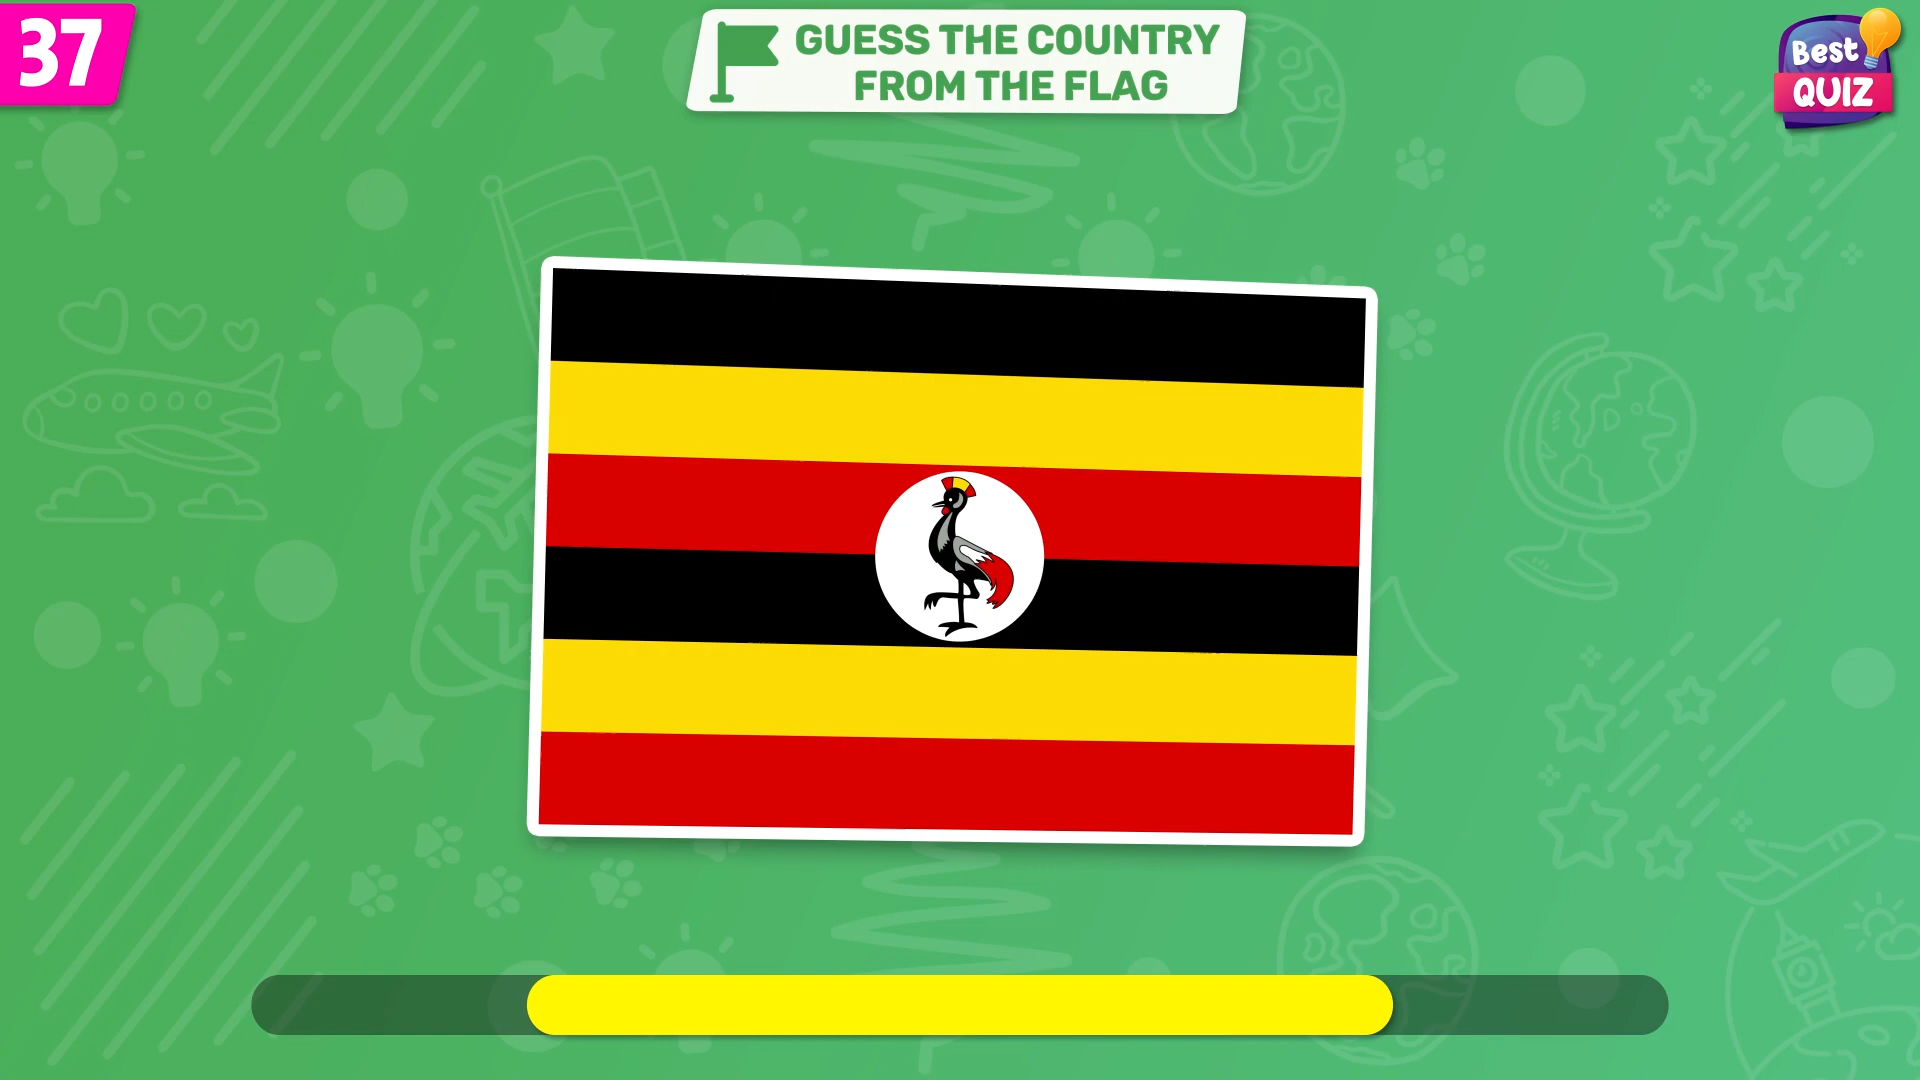 37
GUESS THE COUNTRY
FROM THE FLAG
Best
QUIZ